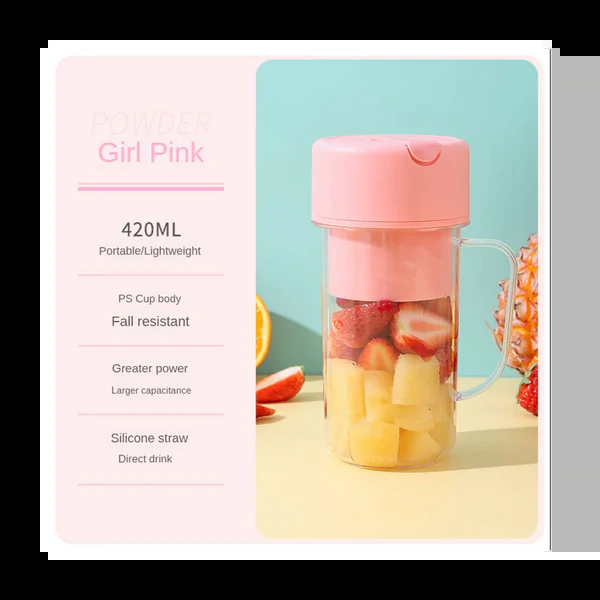 POWDER
Girl Pink
420ML
Portable/Lightweight
PS Cup body
Fall resistant
Greater power
Larger capacitance
Silicone straw
Direct drink